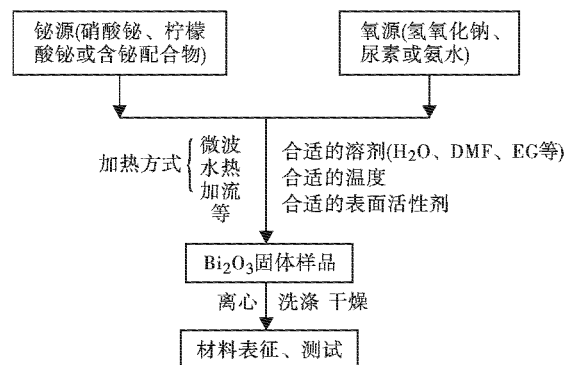 铋源(硝酸铋、柠檬
酸铋或含铋配合物)
氧源(氢氧化钠、
尿素或氨水)
加热方式
微波
水热
加流
等
合适的溶剂(H₂O、DMF、EG等)
合适的温度
合适的表面活性剂
Bi₂O₃固体样品
离心 洗涤 干燥
材料表征、测试